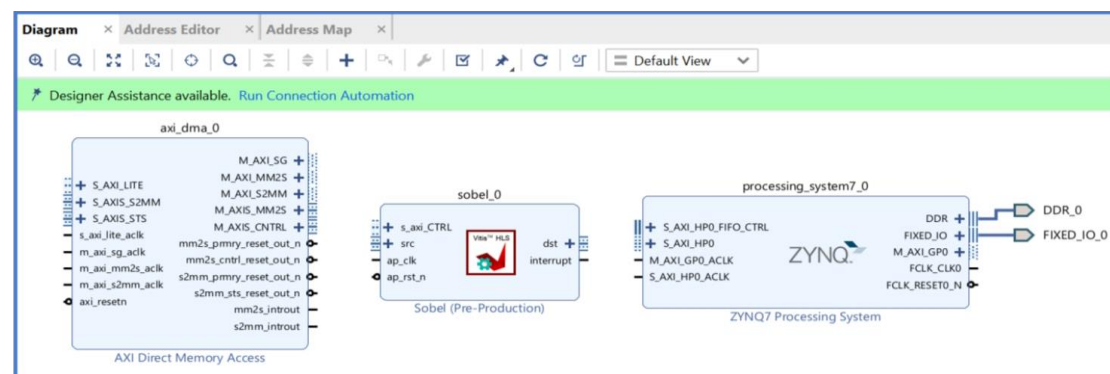 Diagram × Address Editor × Address Map ×
Default View
Designer Assistance available. Run Connection Automation
axi_dma_0
M_AXI_SG
S_AXI_LITE M_AXI_MM2S
S_AXIS_S2MM M_AXI_S2MM
S_AXIS_STS M_AXIS_MM2S
s_axi_lite_aclk M_AXIS_CNTRL
m_axi_sg_aclk mm2s_prmry_reset_out_n
m_axi_mm2s_aclk mm2s_cntrl_reset_out_n
m_axi_s2mm_aclk s2mm_prmry_reset_out_n
axi_resetn s2mm_sts_reset_out_n
mm2s_introut
s2mm_introut
AXI Direct Memory Access
sobel_0
s_axi_CTRL
src dst
ap_clk interrupt
ap_rst_n
Vitis™ HLS
Sobel (Pre-Production)
processing_system7_0
S_AXI_HP0_FIFO_CTRL DDR
S_AXI_HP0 FIXED_IO
M_AXI_GP0_ACLK M_AXI_GP0
S_AXI_HP0_ACLK FCLK_CLK0
FCLK_RESET0_N
ZYNQ
ZYNQ7 Processing System
DDR_0
FIXED_IO_0